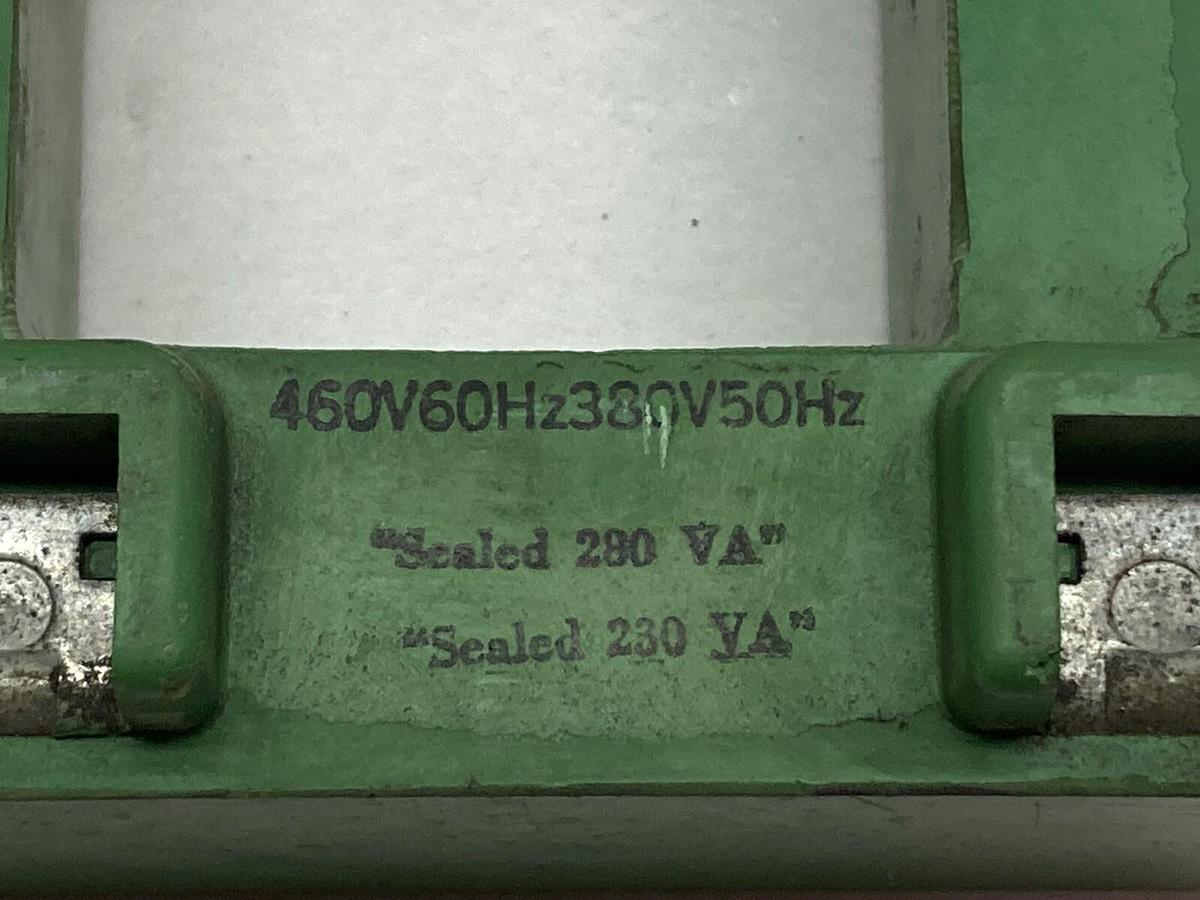 460V60Hz380V50Hz
"Sealed 280 VA"
"Sealed 230 VA"